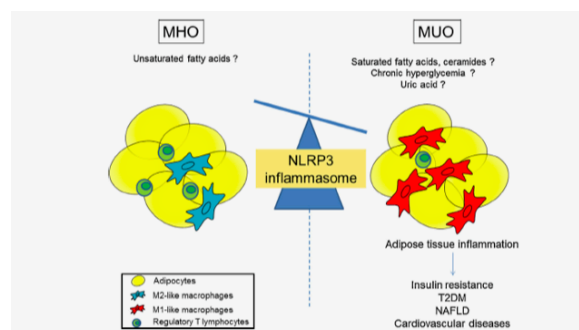 MHO
Unsaturated fatty acids ?
MUO
Saturated fatty acids, ceramides ?
Chronic hyperglycemia ?
Uric acid ?
NLRP3
inflammasome
Adipose tissue inflammation
Insulin resistance
T2DM
NAFLD
Cardiovascular diseases
Adipocytes
M2-like macrophages
M1-like macrophages
Regulatory T lymphocytes